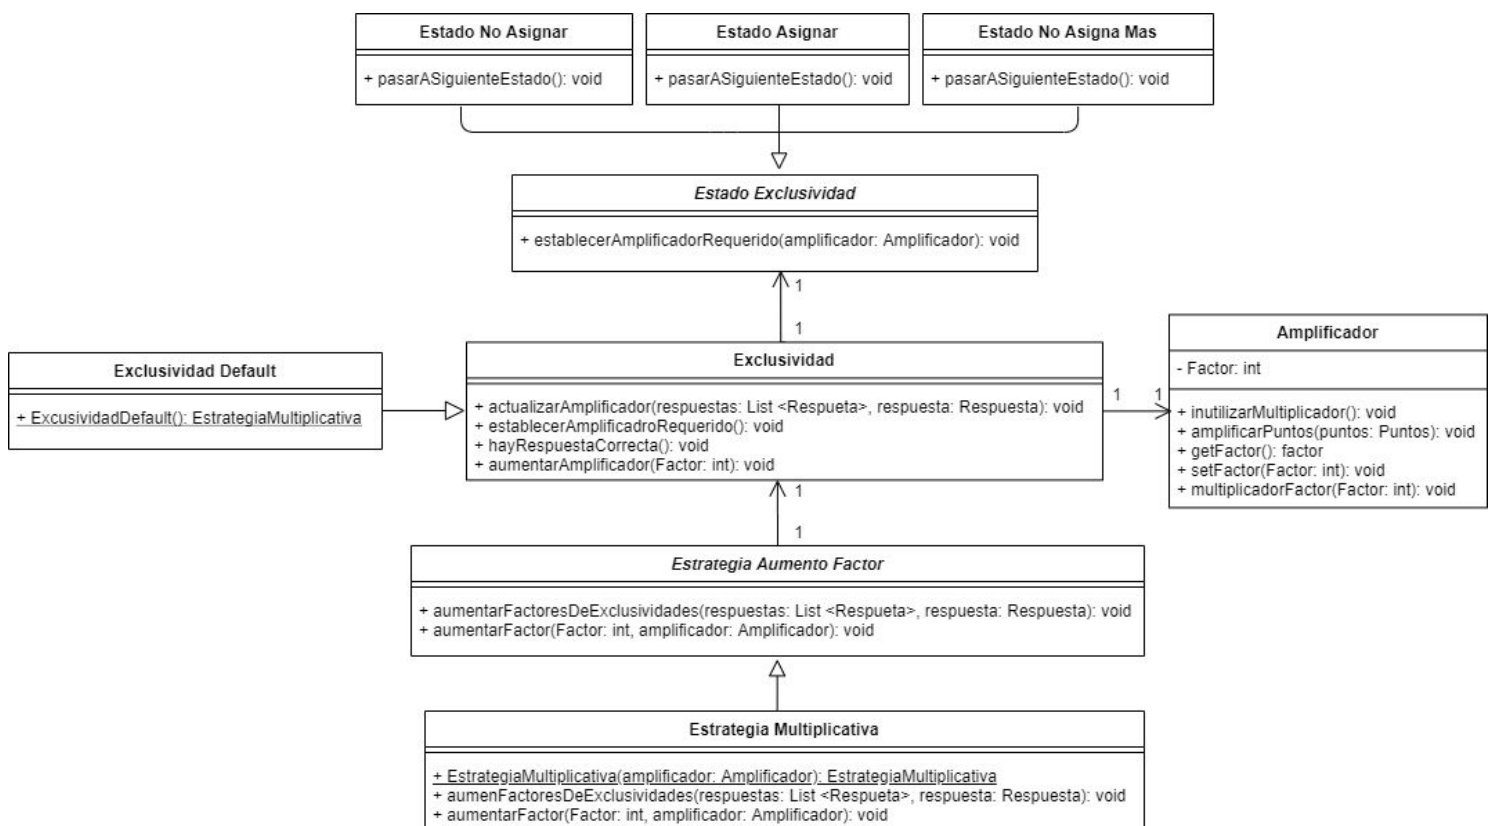 Estado No Asignar
+ pasarASiguienteEstado(): void
Estado Asignar
+ pasarASiguienteEstado(): void
Estado No Asigna Mas
+ pasarASiguienteEstado(): void
Estado Exclusividad
+ establecerAmplificadorRequerido(amplificador: Amplificador): void
1
1
Exclusividad Default
+ ExcusividadDefault(): EstrategiaMultiplicativa
Exclusividad
+ actualizarAmplificador(respuestas: List <Respueta>, respuesta: Respuesta): void
+ establecerAmplificadroRequerido(): void
+ hayRespuestaCorrecta(): void
+ aumentarAmplificador(Factor: int): void
1
1
Amplificador
- Factor: int
+ inutilizarMultiplicador(): void
+ amplificarPuntos(puntos: Puntos): void
+ getFactor(): factor
+ setFactor(Factor: int): void
+ multiplicadorFactor(Factor: int): void
1
1
Estrategia Aumento Factor
+ aumentarFactoresDeExclusividades(respuestas: List <Respueta>, respuesta: Respuesta): void
+ aumentarFactor(Factor: int, amplificador: Amplificador): void
Estrategia Multiplicativa
+ EstrategiaMultiplicativa(amplificador: Amplificador): EstrategiaMultiplicativa
+ aumenFactoresDeExclusividades(respuestas: List <Respueta>, respuesta: Respuesta): void
+ aumentarFactor(Factor: int, amplificador: Amplificador): void